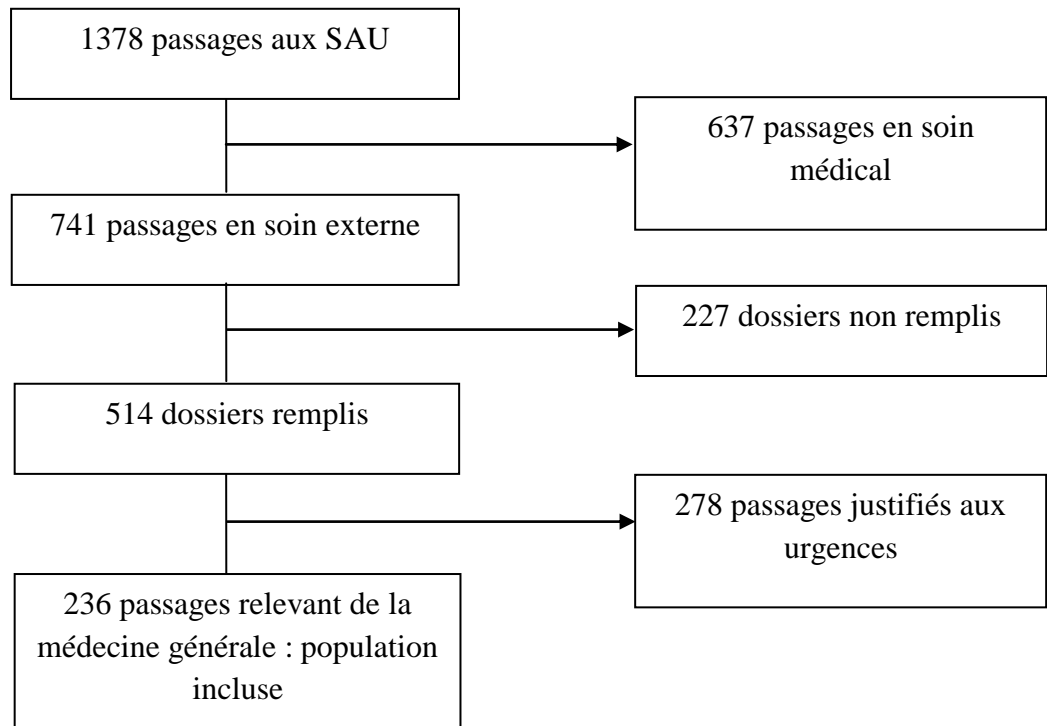 1378 passages aux SAU
637 passages en soin
médical
741 passages en soin externe
227 dossiers non remplis
514 dossiers remplis
278 passages justifiés aux
urgences
236 passages relevant de la
médecine générale : population
incluse